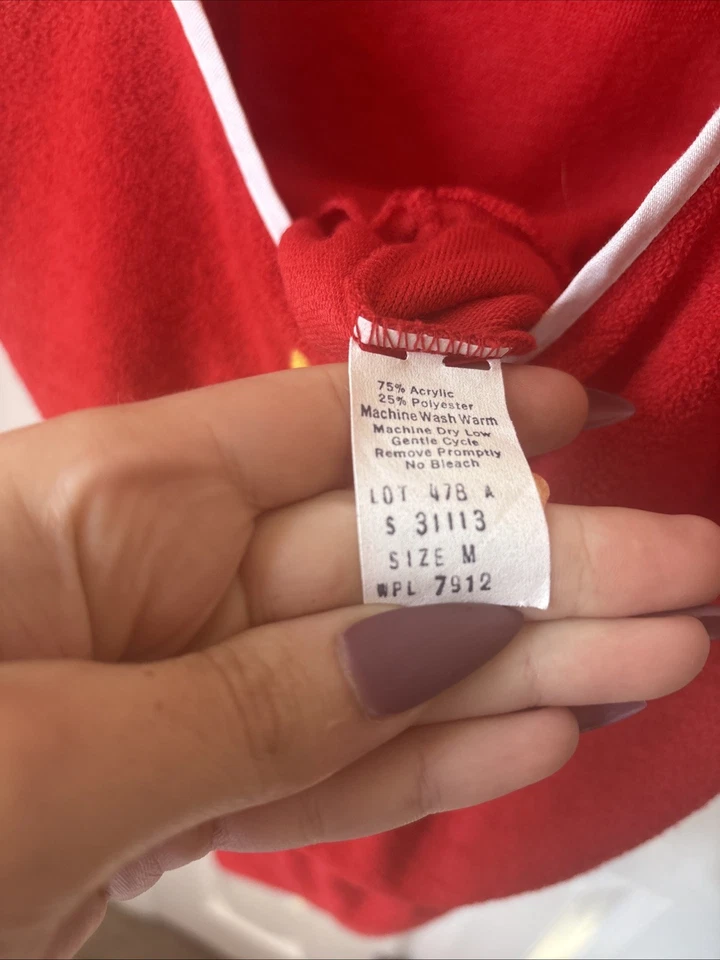 75% Acrylic
25% Polyester
Machine Wash Warm
Machine Dry Low
Gentle Cycle
Remove Promptly
No Bleach
LOT 478 A
S 31113
SIZE M
WPL 7912